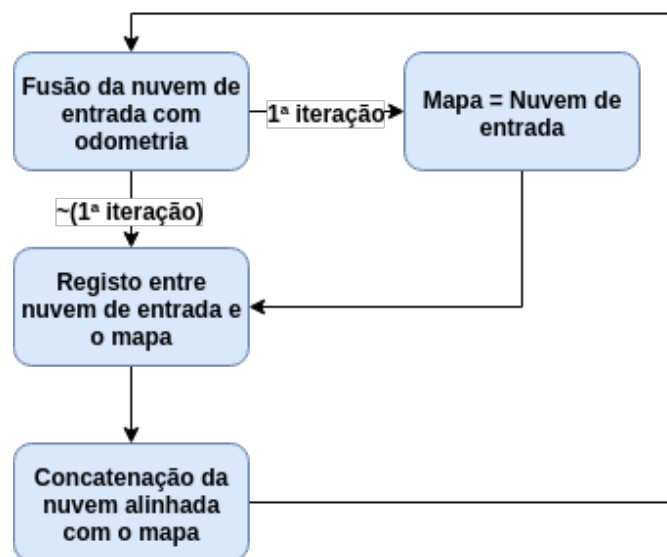 Fusão da nuvem de
entrada com
odometria
1ª iteração
Mapa = Nuvem de
entrada
~(1ª iteração)
Registo entre
nuvem de entrada e
o mapa
Concatenação da
nuvem alinhada
com o mapa